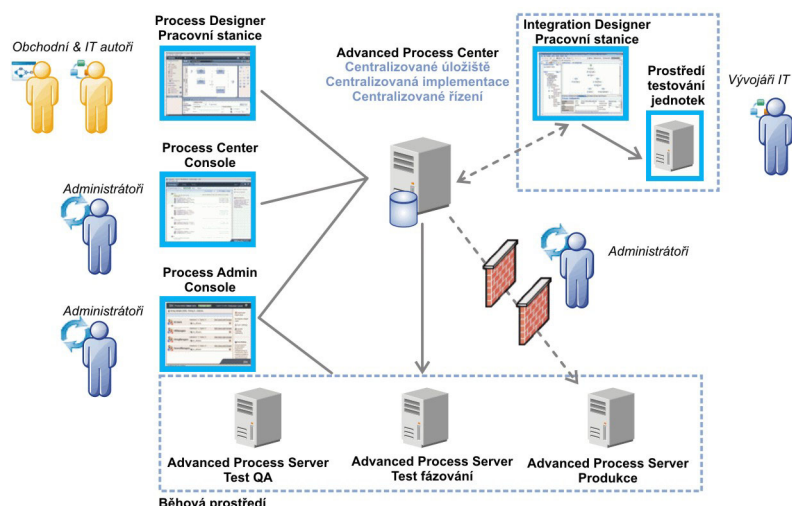 Process Designer
Pracovní stanice
Obchodní & IT autoři
Advanced Process Center
Centralizované úložiště
Centralizovaná implementace
Centralizované řízení
Integration Designer
Pracovní stanice
Prostředí
testování
jednotek
Vývojáři IT
Process Center
Console
Administrátoři
Administrátoři
Process Admin
Console
Administrátoři
Advanced Process Server
Test QA
Advanced Process Server
Test fázování
Advanced Process Server
Produkce
Běhová prostředí